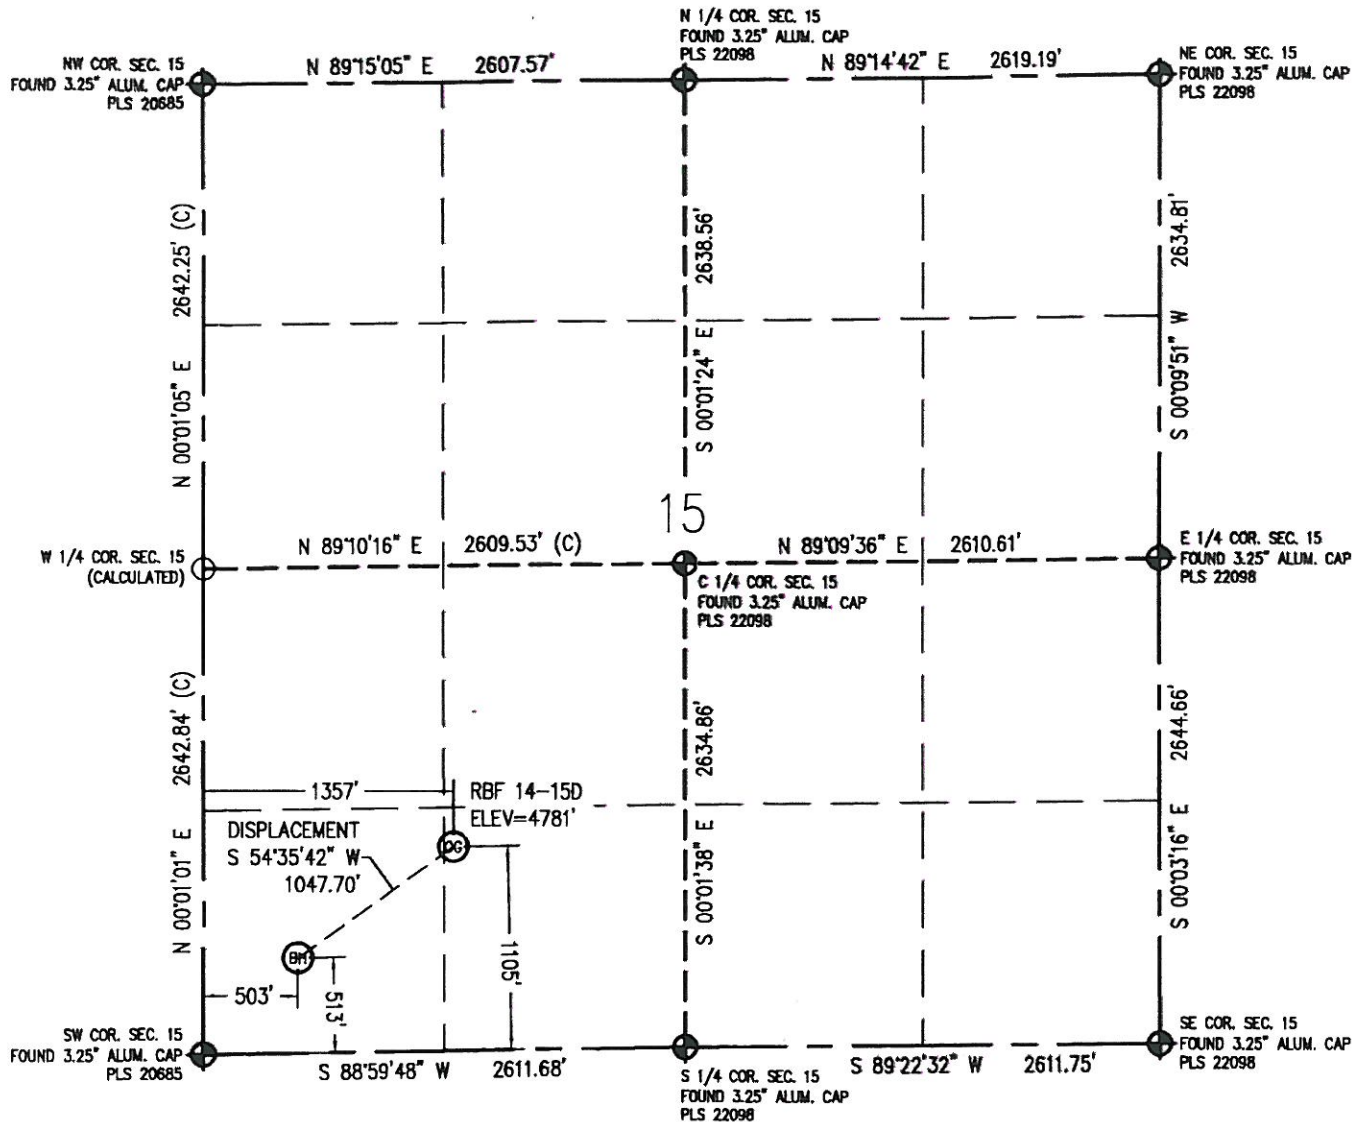 N 1/4 COR. SEC. 15
FOUND 3.25" ALUM. CAP
PLS 22098
NW COR. SEC. 15
FOUND 3.25" ALUM. CAP
PLS 20685
N 89°15'05" E 2607.57'
N 89°14'42" E 2619.19'
NE COR. SEC. 15
FOUND 3.25" ALUM. CAP
PLS 22098
N 00°01'05" E 2642.25' (C)
S 00°01'24" E 2638.56'
S 00°09'51" W 2634.81'
15
W 1/4 COR. SEC. 15
(CALCULATED)
N 89°10'16" E 2609.53' (C)
N 89°09'36" E 2610.61'
E 1/4 COR. SEC. 15
FOUND 3.25" ALUM. CAP
PLS 22098
C 1/4 COR. SEC. 15
FOUND 3.25" ALUM. CAP
PLS 22098
N 00°01'01" E 2642.84' (C)
S 00°01'38" E 2634.86'
S 00°03'16" E 2644.66'
1357'
RBF 14-15D
ELEV=4781'
DISPLACEMENT
S 54°35'42" W
1047.70'
OG
BH
1105'
503'
513'
SW COR. SEC. 15
FOUND 3.25" ALUM. CAP
PLS 20685
S 88°59'48" W 2611.68'
S 1/4 COR. SEC. 15
FOUND 3.25" ALUM. CAP
PLS 22098
S 89°22'32" W 2611.75'
SE COR. SEC. 15
FOUND 3.25" ALUM. CAP
PLS 22098